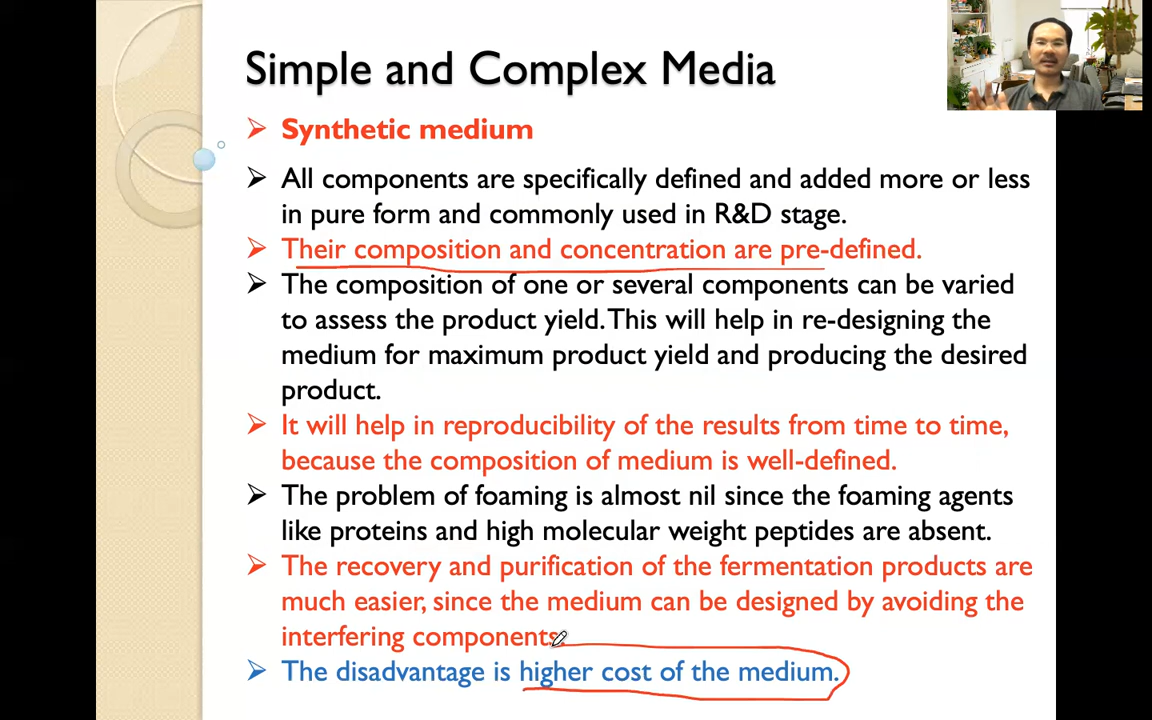 Simple and Complex Media
Synthetic medium
All components are specifically defined and added more or less
in pure form and commonly used in R&D stage.
Their composition and concentration are pre-defined.
The composition of one or several components can be varied
to assess the product yield. This will help in re-designing the
medium for maximum product yield and producing the desired
product.
It will help in reproducibility of the results from time to time,
because the composition of medium is well-defined.
The problem of foaming is almost nil since the foaming agents
like proteins and high molecular weight peptides are absent.
The recovery and purification of the fermentation products are
much easier, since the medium can be designed by avoiding the
interfering components.
The disadvantage is higher cost of the medium.